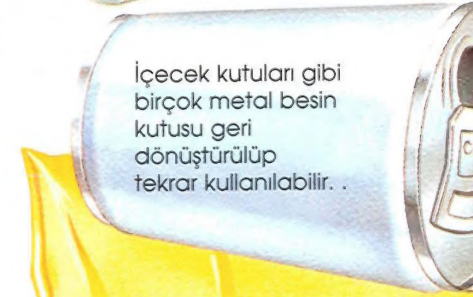 İçecek kutuları gibi
birçok metal besin
kutusu geri
dönüştürülüp
tekrar kullanılabilir. .